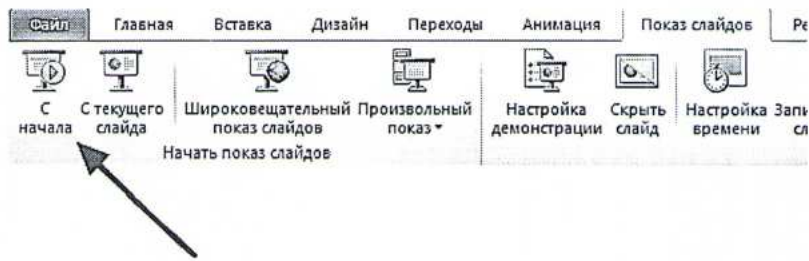 Файл Главная Вставка Дизайн Переходы Анимация Показ слайдов
С начала
С текущего слайда
Широковещательный показ слайдов
Произвольный показ
Настройка демонстрации
Скрыть слайд
Настройка времени
Начать показ слайдов